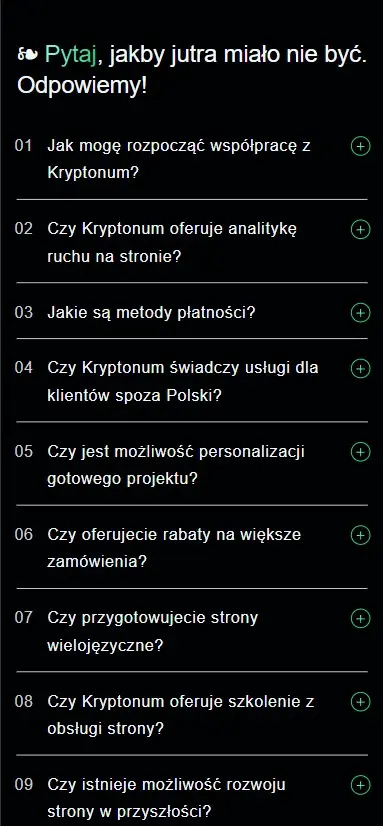 ❧ Pytaj, jakby jutra miało nie być.
Odpowiemy!
01 Jak mogę rozpocząć współpracę z
Kryptonum?
02 Czy Kryptonum oferuje analitykę
ruchu na stronie?
03 Jakie są metody płatności?
04 Czy Kryptonum świadczy usługi dla
klientów spoza Polski?
05 Czy jest możliwość personalizacji
gotowego projektu?
06 Czy oferujecie rabaty na większe
zamówienia?
07 Czy przygotowujecie strony
wielojęzyczne?
08 Czy Kryptonum oferuje szkolenie z
obsługi strony?
09 Czy istnieje możliwość rozwoju
strony w przyszłości?